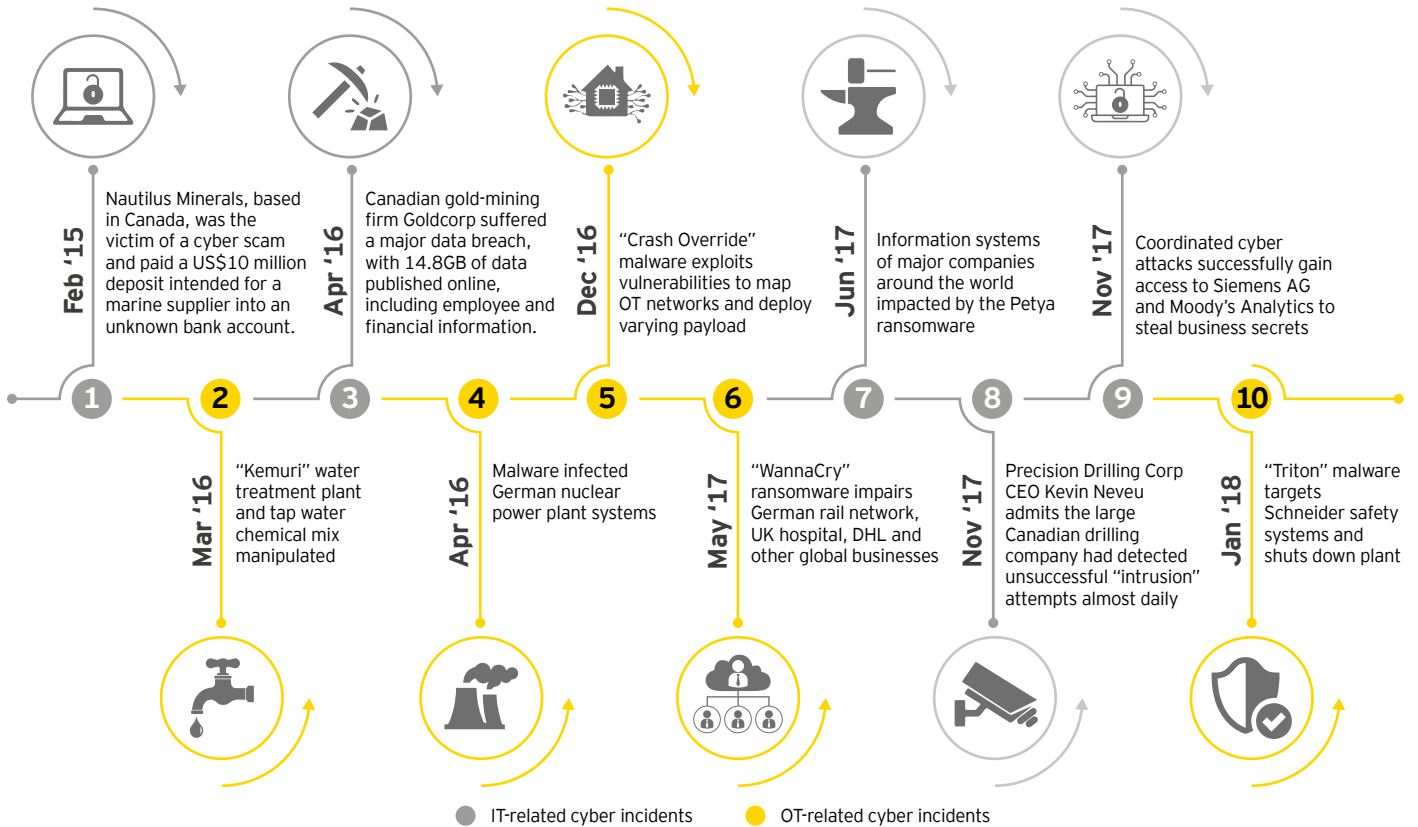 Feb ‘15
Nautilus Minerals, based
in Canada, was the
victim of a cyber scam
and paid a US$10 million
deposit intended for a
marine supplier into an
unknown bank account.
Apr ‘16
Canadian gold-mining
firm Goldcorp suffered
a major data breach,
with 14.8GB of data
published online,
including employee and
financial information.
Dec ‘16
“Crash Override”
malware exploits
vulnerabilities to map
OT networks and deploy
varying payload
Jun ‘17
Information systems
of major companies
around the world
impacted by the Petya
ransomware
Nov ‘17
Coordinated cyber
attacks successfully gain
access to Siemens AG
and Moody’s Analytics to
steal business secrets
1
2
3
4
5
6
7
8
9
10
Mar ‘16
“Kemuri” water
treatment plant
and tap water
chemical mix
manipulated
Apr ‘16
Malware infected
German nuclear
power plant systems
May ‘17
“WannaCry”
ransomware impairs
German rail network,
UK hospital, DHL and
other global businesses
Nov ‘17
Precision Drilling Corp
CEO Kevin Neveu
admits the large
Canadian drilling
company had detected
unsuccessful “intrusion”
attempts almost daily
Jan ‘18
“Triton” malware
targets
Schneider safety
systems and
shuts down plant
IT-related cyber incidents
OT-related cyber incidents